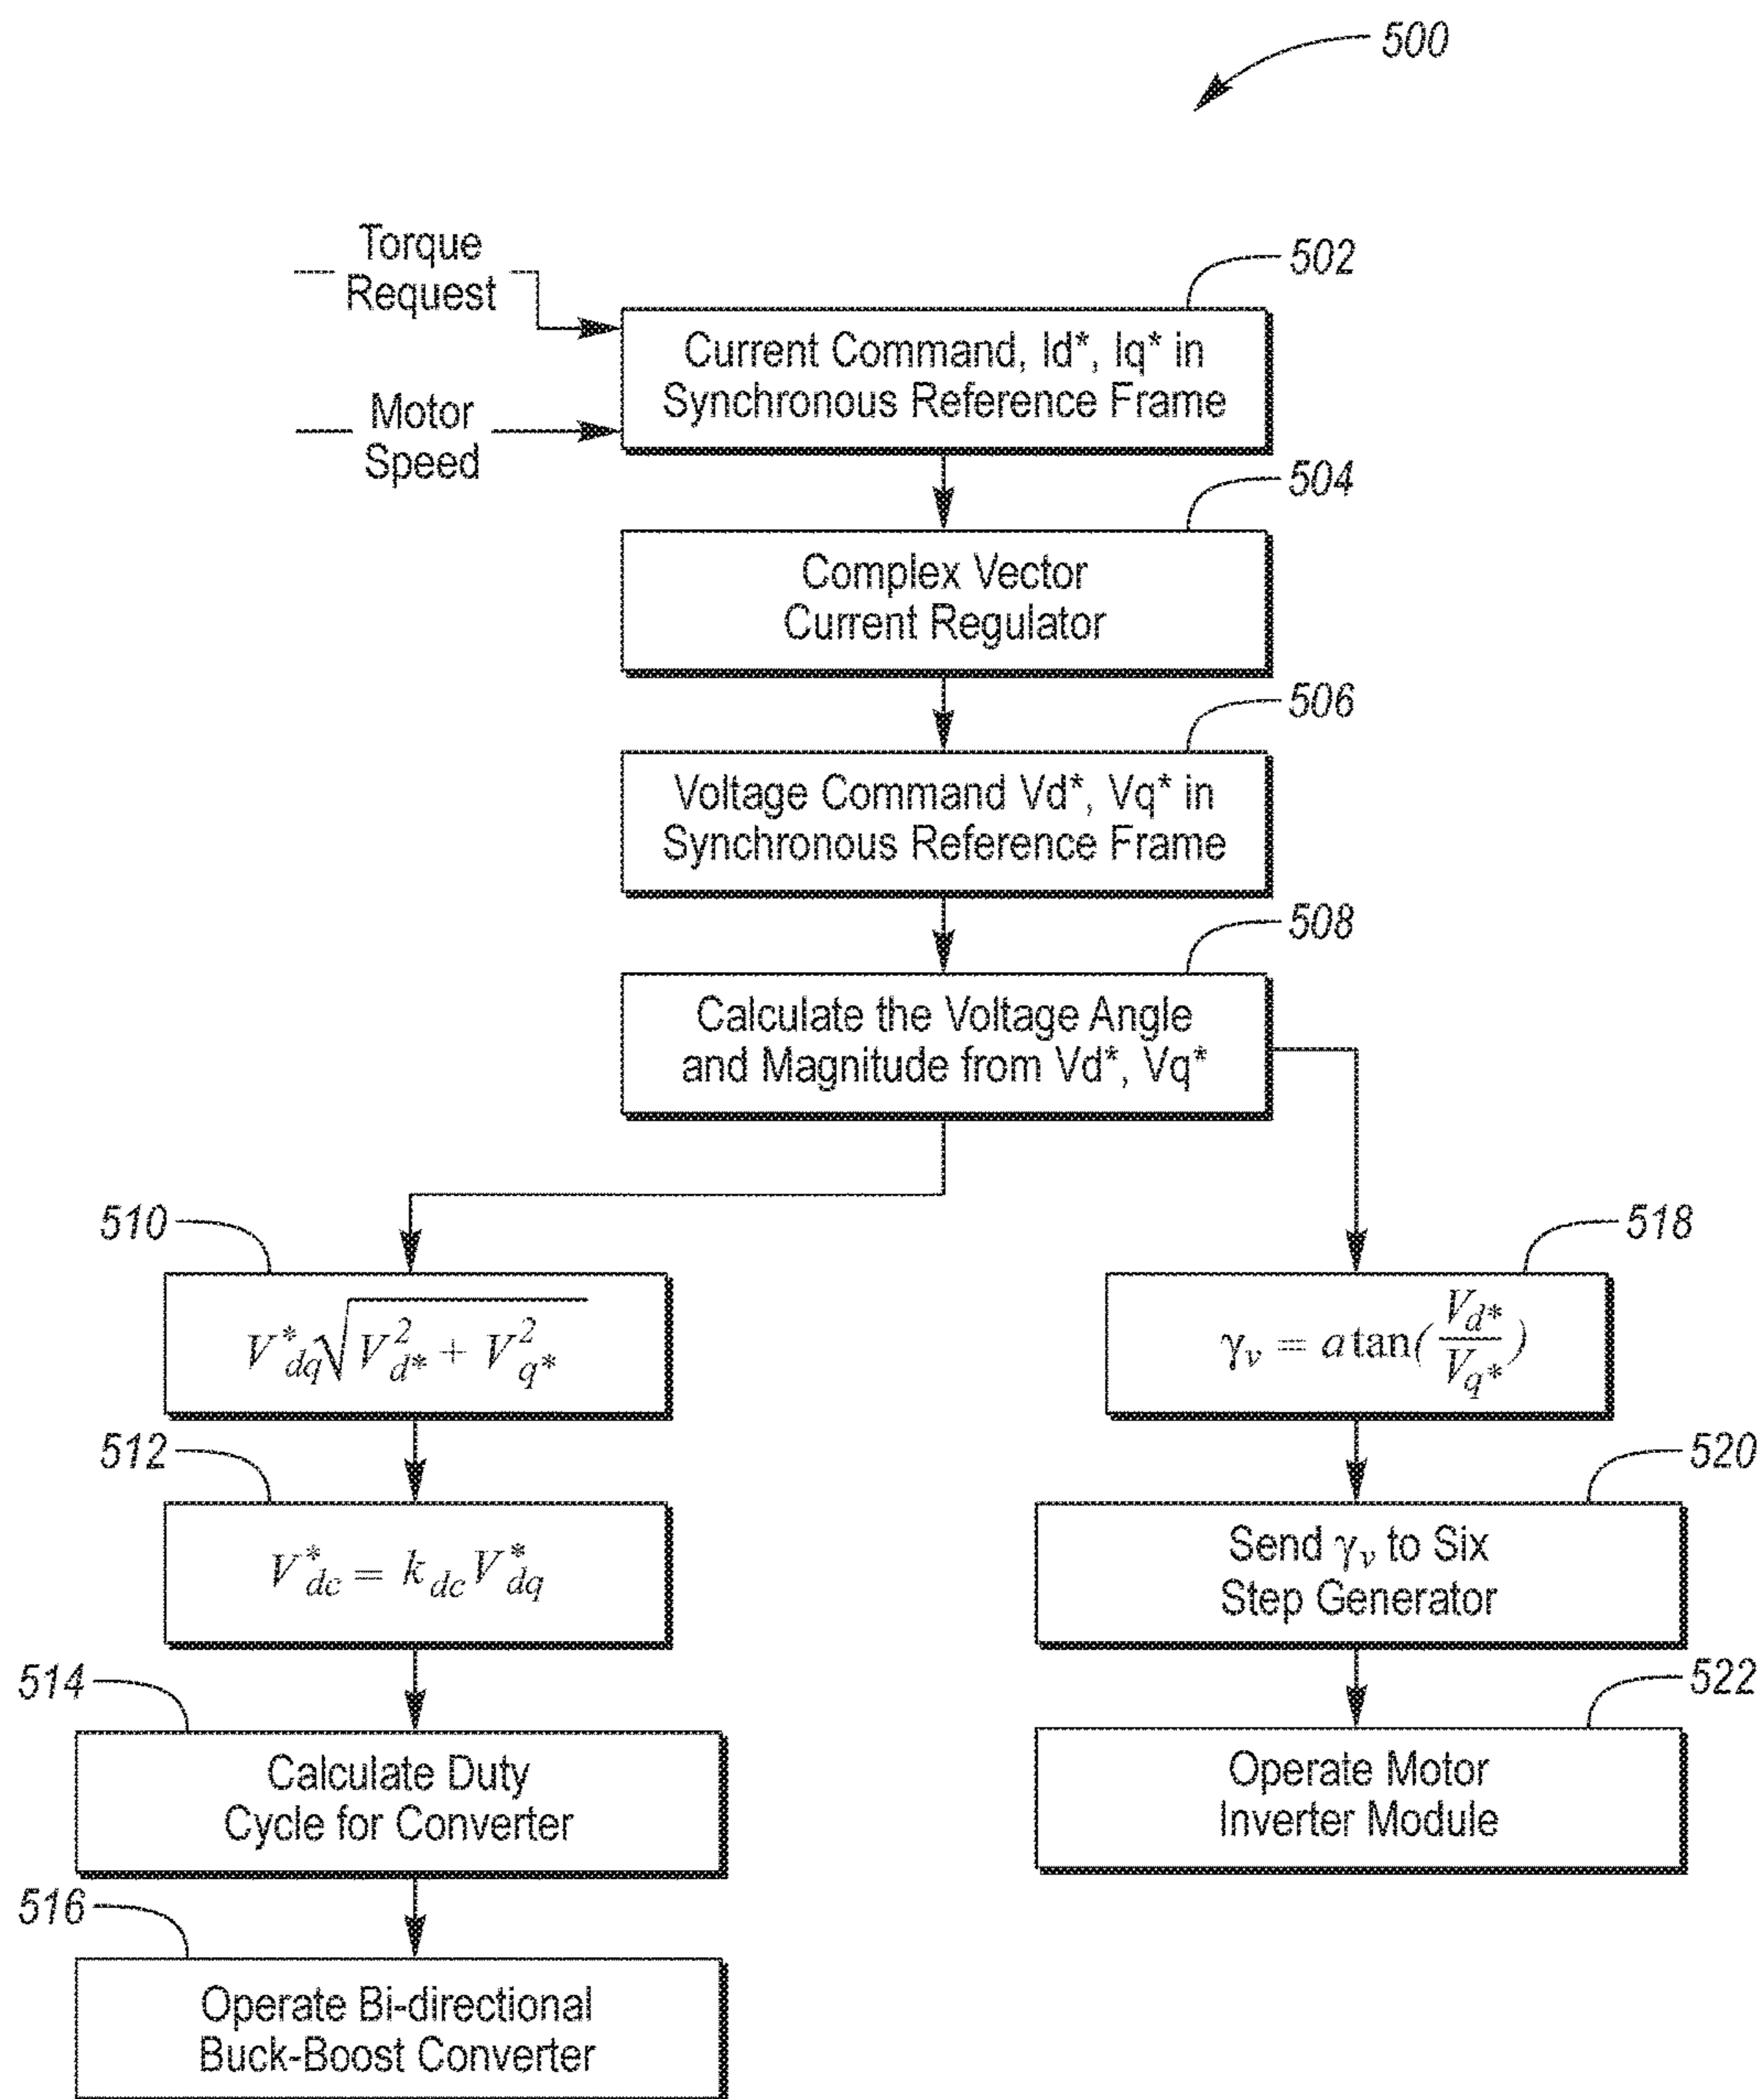 500
Torque
Request
Motor
Speed
502
Current Command, Id*, Iq* in
Synchronous Reference Frame
504
Complex Vector
Current Regulator
506
Voltage Command Vd*, Vq* in
Synchronous Reference Frame
508
Calculate the Voltage Angle
and Magnitude from Vd*, Vq*
510
V*dq√V²d* + V²q*
512
V*dc = kdc V*dq
514
Calculate Duty
Cycle for Converter
516
Operate Bi-directional
Buck-Boost Converter
518
γv = a tan(Vd*/Vq*)
520
Send γv to Six
Step Generator
522
Operate Motor
Inverter Module